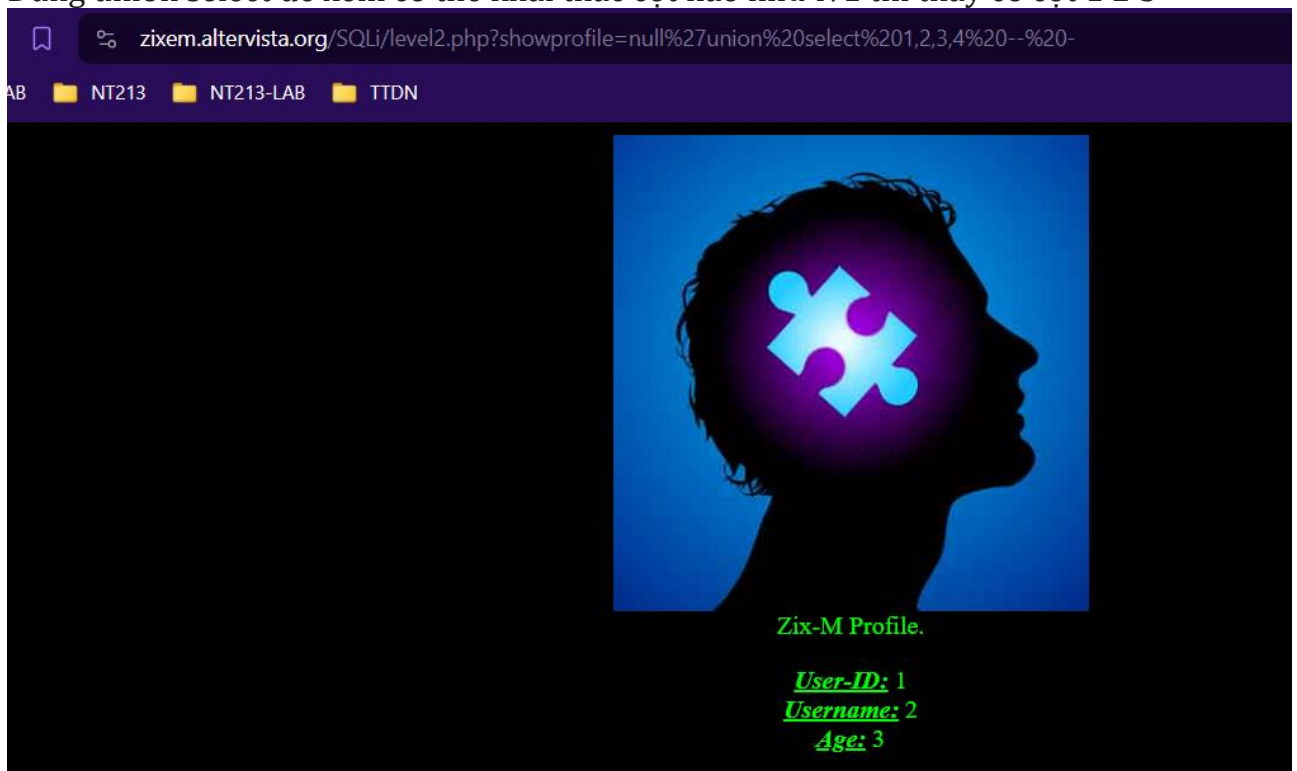 zixem.altervista.org/SQLi/level2.php?showprofile=null%27union%20select%201,2,3,4%20--%20-
AB NT213 NT213-LAB TTDN
Zix-M Profile.
User-ID: 1
Username: 2
Age: 3